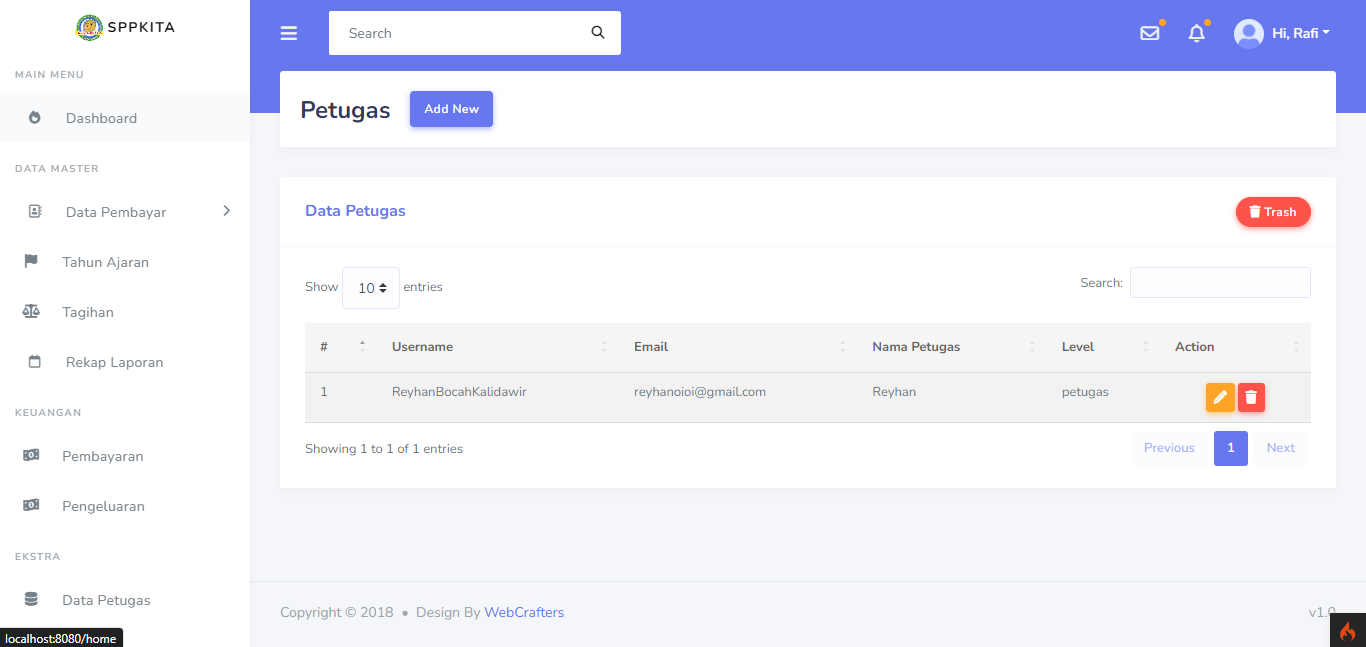 SPPKITA
Search
Hi, Rafi
MAIN MENU
Dashboard
DATA MASTER
Data Pembayar
Tahun Ajaran
Tagihan
Rekap Laporan
KEUANGAN
Pembayaran
Pengeluaran
EKSTRA
Data Petugas
localhost:8080/home
Petugas Add New
Data Petugas Trash
Show 10 entries Search:
# Username Email Nama Petugas Level Action
1 ReyhanBocahKalidawir reyhanoioi@gmail.com Reyhan petugas
Showing 1 to 1 of 1 entries Previous 1 Next
Copyright © 2018 • Design By WebCrafters v1.0